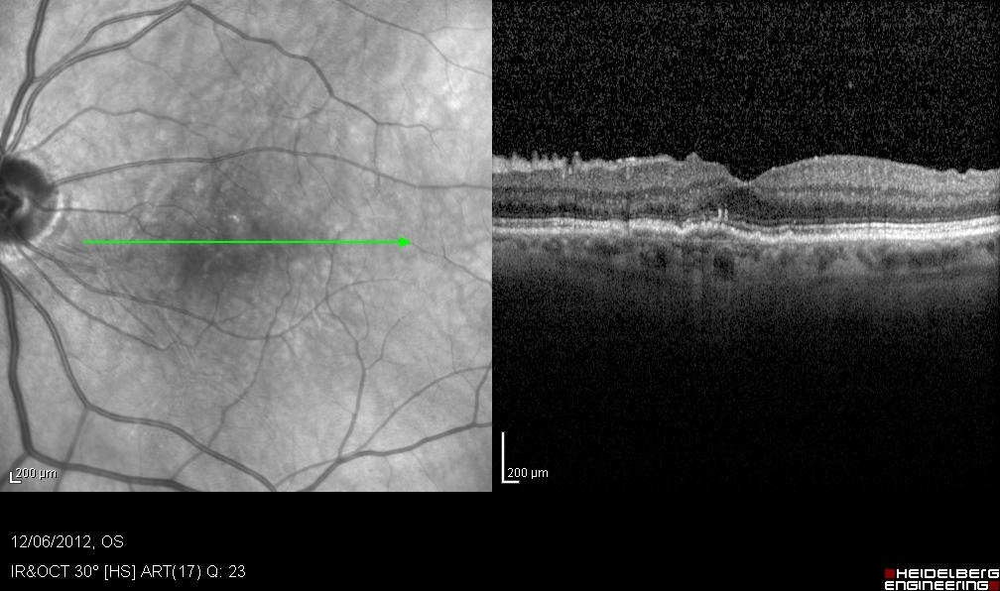 200 µm
200 µm
12/06/2012, OS
IR&OCT 30° [HS] ART(17) Q: 23
HEIDELBERG
ENGINEERING